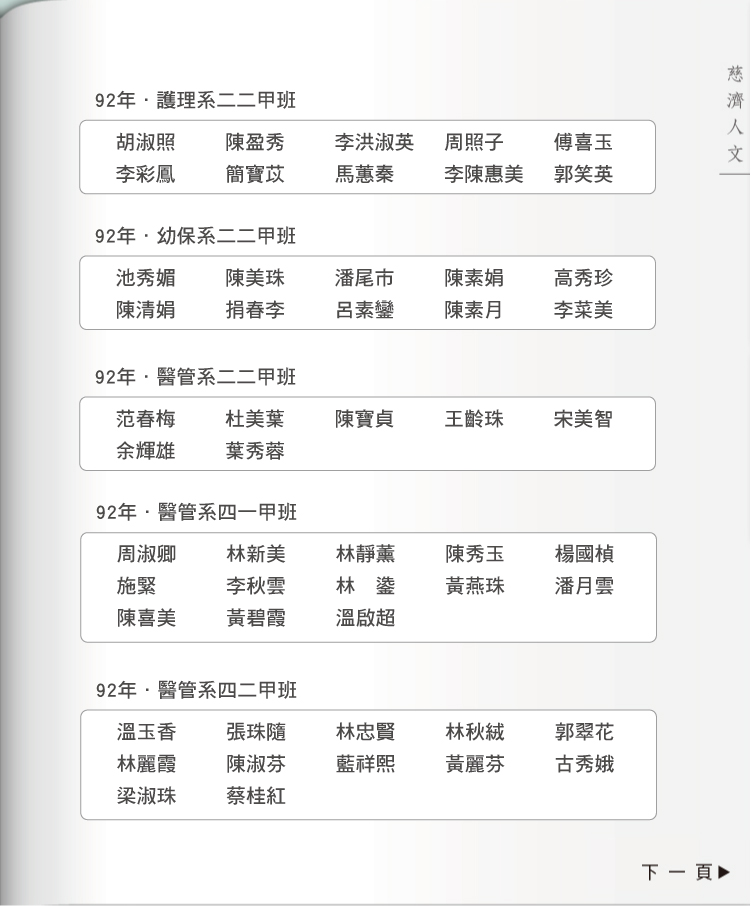 慈濟人文
92年．護理系二二甲班
胡淑照 陳盈秀 李洪淑英 周照子 傅喜玉
李彩鳳 簡寶苡 馬蕙秦 李陳惠美 郭笑英
92年．幼保系二二甲班
池秀媚 陳美珠 潘尾市 陳素娟 高秀珍
陳清娟 捐春李 呂素鑾 陳素月 李菜美
92年．醫管系二二甲班
范春梅 杜美葉 陳寶貞 王齡珠 宋美智
余輝雄 葉秀蓉
92年．醫管系四一甲班
周淑卿 林新美 林靜薰 陳秀玉 楊國楨
施緊 李秋雲 林　鍌 黃燕珠 潘月雲
陳喜美 黃碧霞 溫啟超
92年．醫管系四二甲班
溫玉香 張珠隨 林忠賢 林秋絨 郭翠花
林麗霞 陳淑芬 藍祥熙 黃麗芬 古秀娥
梁淑珠 蔡桂紅
下一頁▶